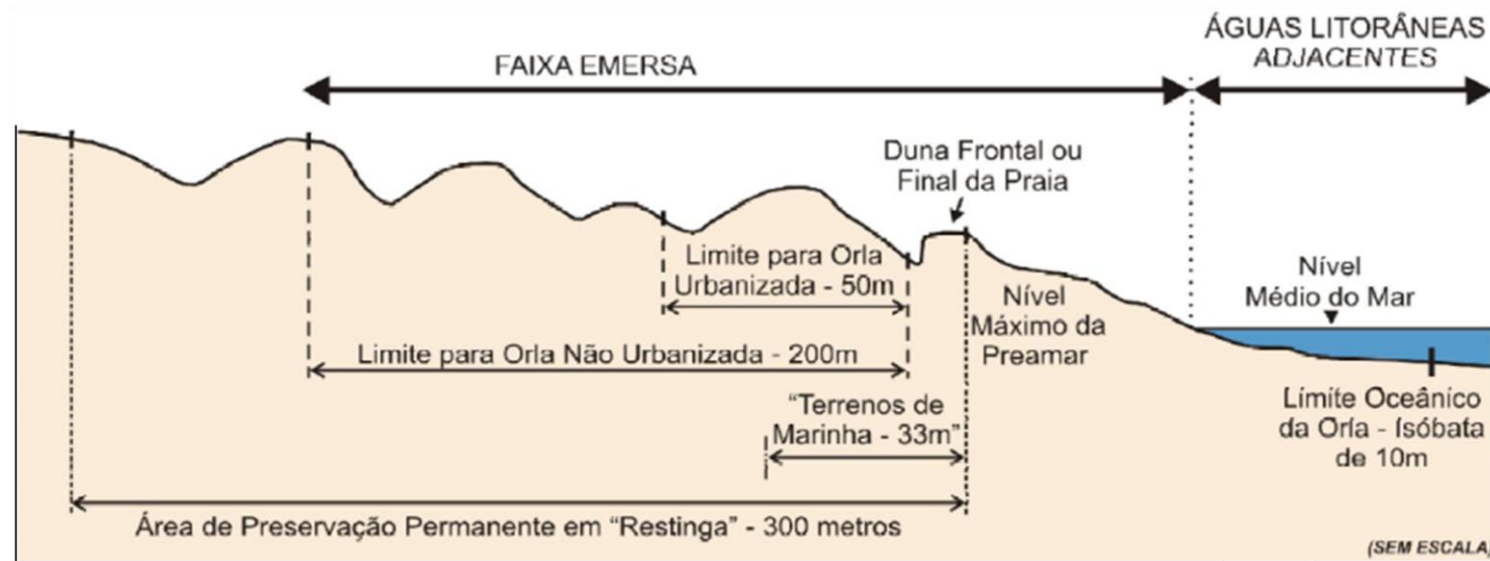 FAIXA EMERSA
ÁGUAS LITORÂNEAS
ADJACENTES
Duna Frontal ou
Final da Praia
Limite para Orla
Urbanizada - 50m
Nível
Máximo da
Preamar
Nível
Médio do Mar
Limite para Orla Não Urbanizada - 200m
“Terrenos de
Marinha - 33m”
Limite Oceânico
da Orla - Isóbata
de 10m
Área de Preservação Permanente em “Restinga” - 300 metros
(SEM ESCALA)